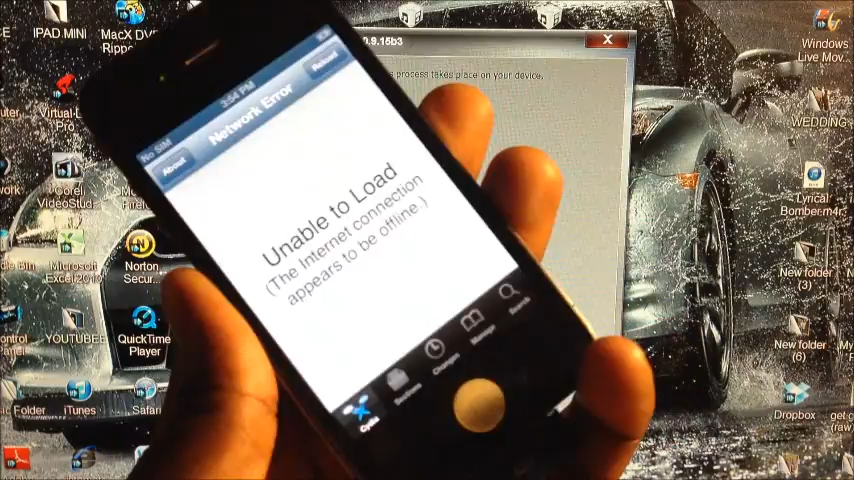 IPAD MINI
MacX DVD
Ripper
0.9.15b3
X
process takes place on your device.
Windows
Live Mov...
WEDDING
Virtual-
Pro
No SIM
3:54 PM
About
Network Error
Reload
Unable to Load
(The Internet connection
appears to be offline.)
Cydia
Sections
Changes
Manage
Search
Corel
VideoStud...
Microsoft
Excel 2010
Norton
Secur...
YOUTUBE
QuickTime
Player
Folder
iTunes
Safari
Lyrical
Bomber.m4r
New folder
(3)
New folder
(6)
Dropbox
(raw)